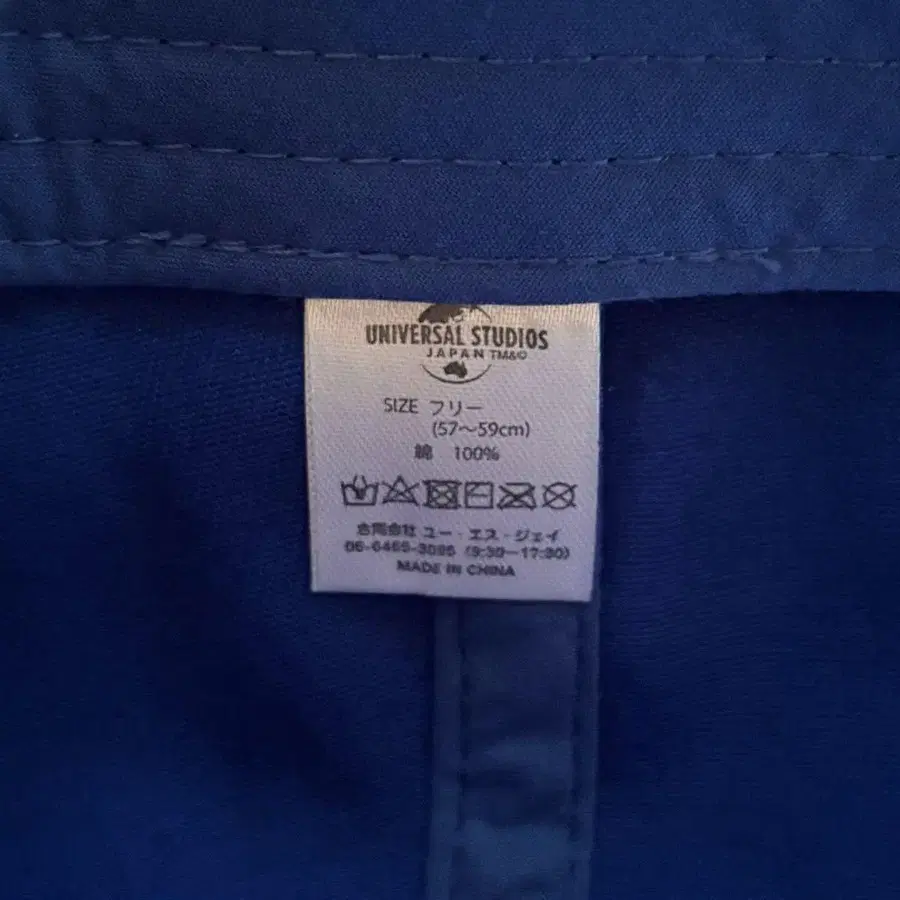 UNIVERSAL STUDIOS
JAPAN TM&©
SIZE フリー
(57～59cm)
綿 100%
合同会社 ユー・エス・ジェイ
06-6465-3095 (9:30―17:30)
MADE IN CHINA